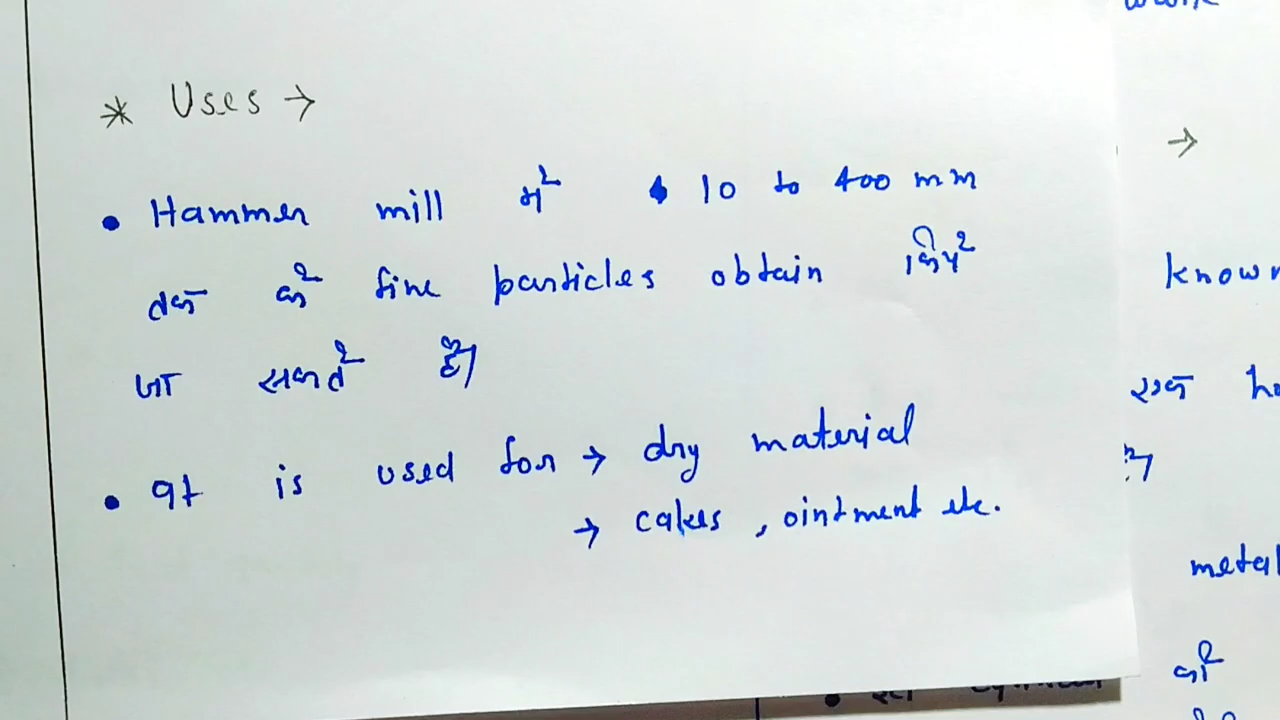 * Uses →
• Hammer mill में 10 to 400 mm
तक के fine particles obtain किये
जा सकते हैं।
• It is used for → dry material
→ cakes, ointment etc.
→
known
एक
metal